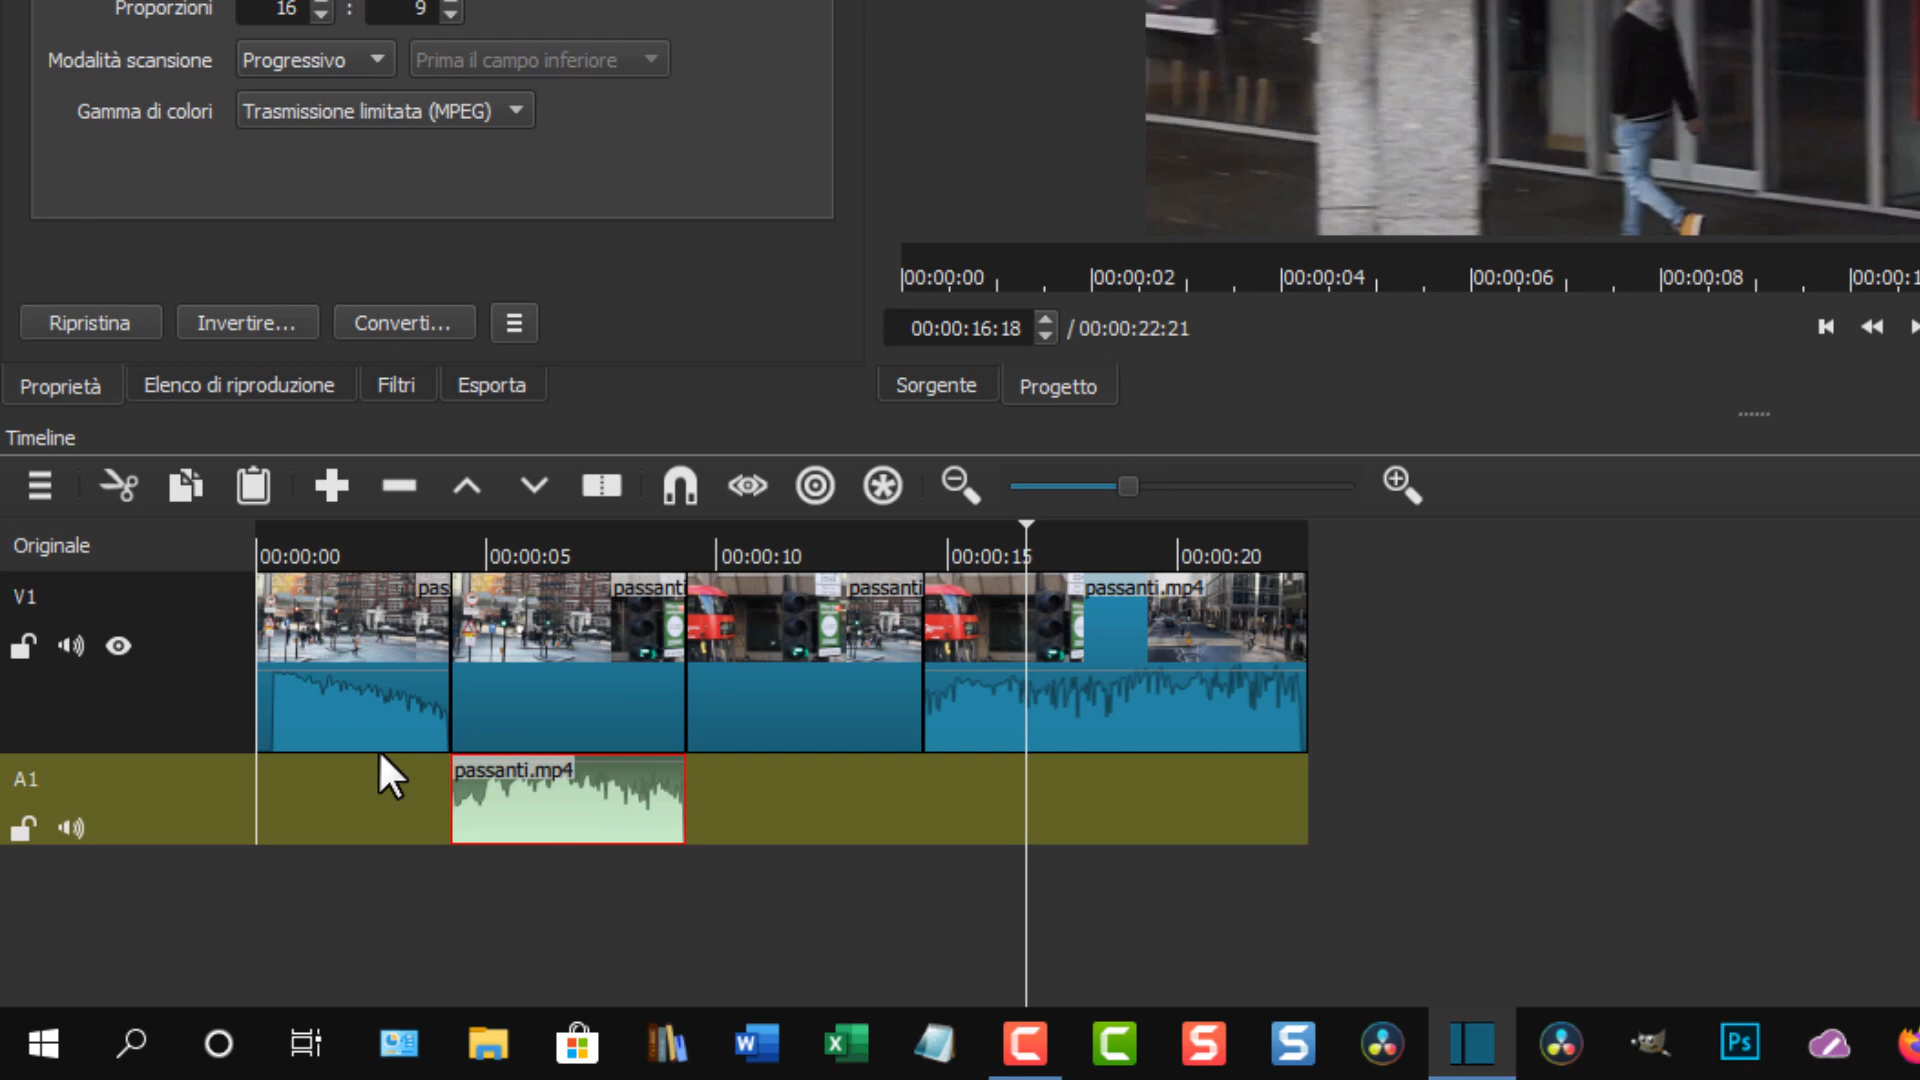 Proporzioni 16 : 9
Modalità scansione Progressivo Prima il campo inferiore
Gamma di colori Trasmissione limitata (MPEG)
Ripristina Invertire... Converti...
Proprietà Elenco di riproduzione Filtri Esporta
00:00:00 00:00:02 00:00:04 00:00:06 00:00:08 00:00:1
00:00:16:18 / 00:00:22:21
Sorgente Progetto
Timeline
Originale 00:00:00 00:00:05 00:00:10 00:00:15 00:00:20
V1 pas passanti passanti passanti.mp4
A1 passanti.mp4
W X C C S S Ps